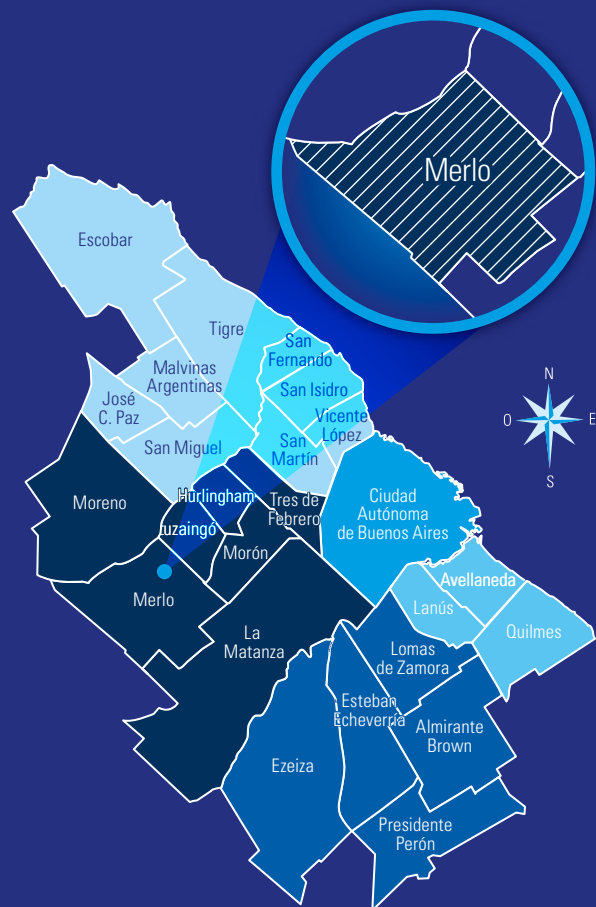 Merlo
Escobar
Tigre
San
Fernando
Malvinas
Argentinas
San Isidro
José
C. Paz
Vicente
López
San Miguel
San
Martín
N
O
E
S
Moreno
Hurlingham
Tres de
Febrero
Ciudad
Autónoma
de Buenos Aires
tuzaingó
Morón
Avellaneda
Merlo
Lanús
Quilmes
La
Matanza
Lomas
de Zamora
Esteban
Echeverría
Almirante
Brown
Ezeiza
Presidente
Perón